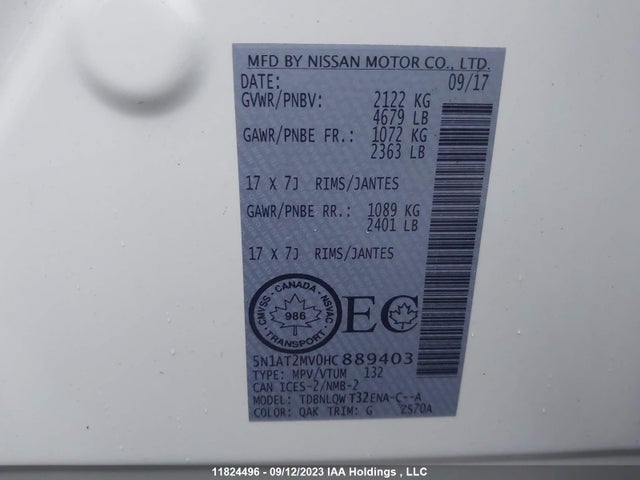 MFD BY NISSAN MOTOR CO., LTD.
DATE: 09/17
GVWR/PNBV: 2122 KG
4679 LB
GAWR/PNBE FR.: 1072 KG
2363 LB
17 X 7J RIMS/JANTES
GAWR/PNBE RR.: 1089 KG
2401 LB
17 X 7J RIMS/JANTES
CANADA
CMVSS - NSVAC
986
TRANSPORT
EC
5N1AT2MV0HC889403
TYPE: MPV/VTUM 132
CAN ICES-2/NMB-2
MODEL: TDBNLQW T32ENA-C--A
COLOR: QAK TRIM: G 2S70A
11824496 - 09/12/2023 IAA Holdings , LLC